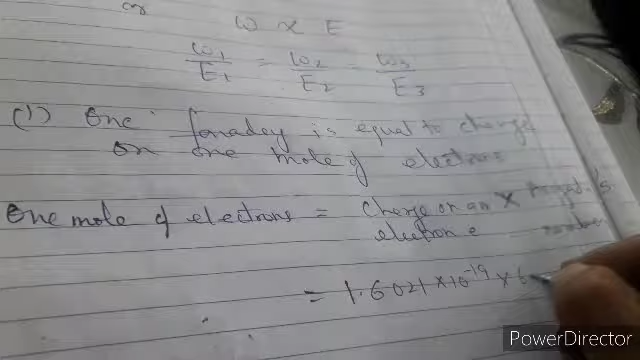 or
W ∝ E
W1/E1 = W2/E2 = W3/E3
(1) One faraday is equal to charge
on one mole of electrons
One mole of electrons = charge on an X
electron e number
= 1.6021 × 10^-19 × 6
PowerDirector